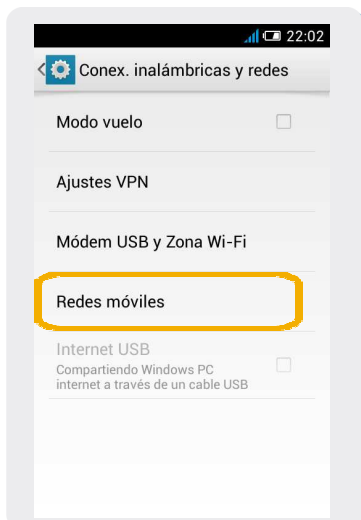 22:02
Conex. inalámbricas y redes
Modo vuelo
Ajustes VPN
Módem USB y Zona Wi-Fi
Redes móviles
Internet USB
Compartiendo Windows PC
internet a través de un cable USB